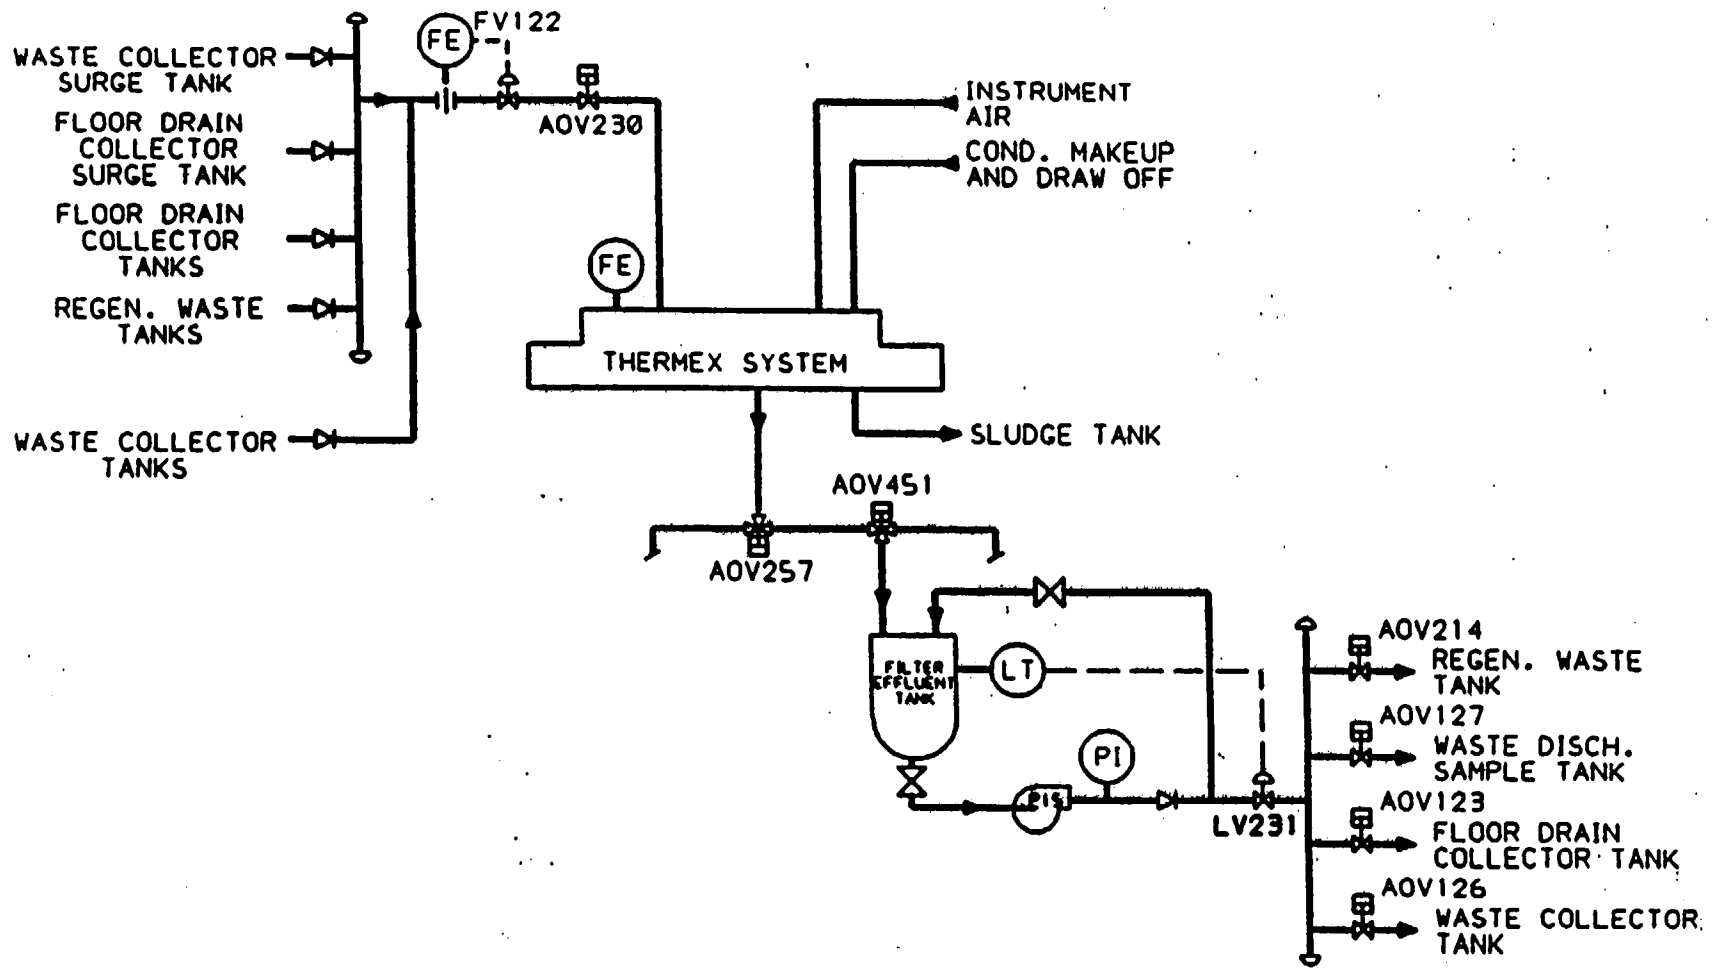 FE
FV122
WASTE COLLECTOR
SURGE TANK
AOV230
FLOOR DRAIN
COLLECTOR
SURGE TANK
INSTRUMENT
AIR
COND. MAKEUP
AND DRAW OFF
FLOOR DRAIN
COLLECTOR
TANKS
FE
REGEN. WASTE
TANKS
THERMEX SYSTEM
WASTE COLLECTOR
TANKS
SLUDGE TANK
AOV451
AOV257
FILTER
EFFLUENT
TANK
LT
PI
P15
LV231
AOV214
REGEN. WASTE
TANK
AOV127
WASTE DISCH.
SAMPLE TANK
AOV123
FLOOR DRAIN
COLLECTOR TANK
AOV126
WASTE COLLECTOR
TANK